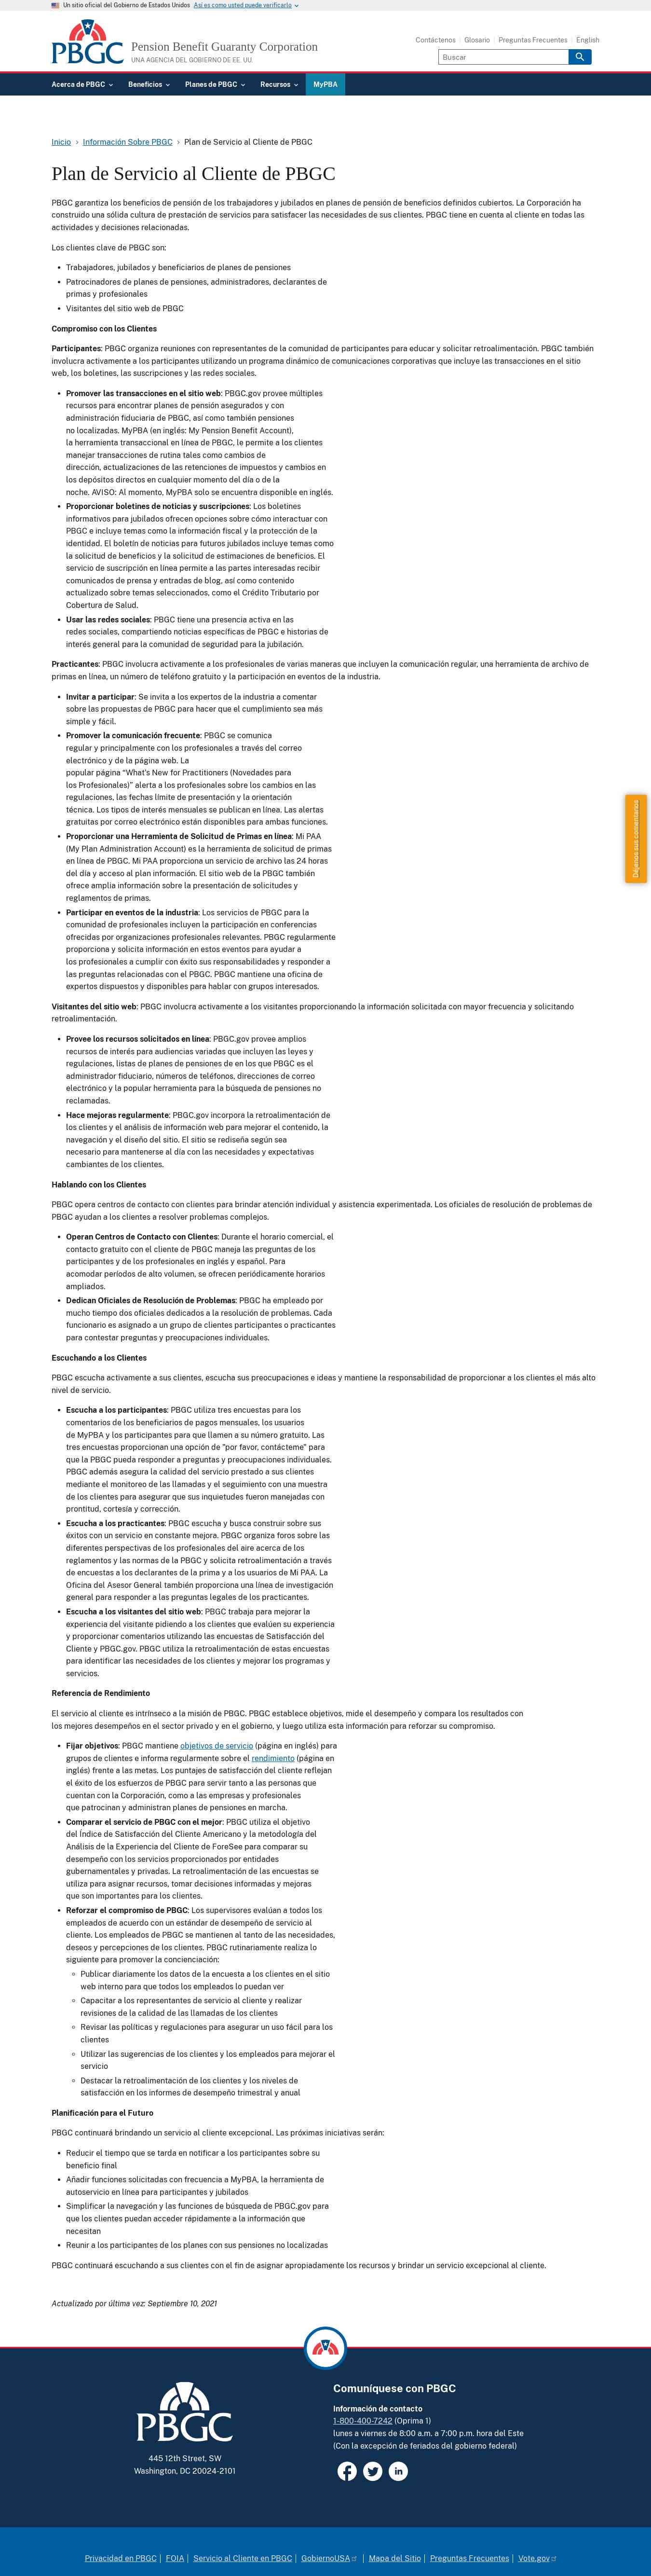 Un sitio oficial del Gobierno de Estados Unidos Así es como usted puede verificarlo
PBGC
Pension Benefit Guaranty Corporation
UNA AGENCIA DEL GOBIERNO DE EE. UU.
Contáctenos | Glosario | Preguntas Frecuentes | English
Buscar
Acerca de PBGC
Beneficios
Planes de PBGC
Recursos
MyPBA
Inicio › Información Sobre PBGC › Plan de Servicio al Cliente de PBGC
Plan de Servicio al Cliente de PBGC
PBGC garantiza los beneficios de pensión de los trabajadores y jubilados en planes de pensión de beneficios definidos cubiertos. La Corporación ha
construido una sólida cultura de prestación de servicios para satisfacer las necesidades de sus clientes. PBGC tiene en cuenta al cliente en todas las
actividades y decisiones relacionadas.
Los clientes clave de PBGC son:
• Trabajadores, jubilados y beneficiarios de planes de pensiones
• Patrocinadores de planes de pensiones, administradores, declarantes de
primas y profesionales
• Visitantes del sitio web de PBGC
Compromiso con los Clientes
Participantes: PBGC organiza reuniones con representantes de la comunidad de participantes para educar y solicitar retroalimentación. PBGC también
involucra activamente a los participantes utilizando un programa dinámico de comunicaciones corporativas que incluye las transacciones en el sitio
web, los boletines, las suscripciones y las redes sociales.
• Promover las transacciones en el sitio web: PBGC.gov provee múltiples
recursos para encontrar planes de pensión asegurados y con
administración fiduciaria de PBGC, así como también pensiones
no localizadas. MyPBA (en inglés: My Pension Benefit Account),
la herramienta transaccional en línea de PBGC, le permite a los clientes
manejar transacciones de rutina tales como cambios de
dirección, actualizaciones de las retenciones de impuestos y cambios en
los depósitos directos en cualquier momento del día o de la
noche. AVISO: Al momento, MyPBA solo se encuentra disponible en inglés.
• Proporcionar boletines de noticias y suscripciones: Los boletines
informativos para jubilados ofrecen opciones sobre cómo interactuar con
PBGC e incluye temas como la información fiscal y la protección de la
identidad. El boletín de noticias para futuros jubilados incluye temas como
la solicitud de beneficios y la solicitud de estimaciones de beneficios. El
servicio de suscripción en línea permite a las partes interesadas recibir
comunicados de prensa y entradas de blog, así como contenido
actualizado sobre temas seleccionados, como el Crédito Tributario por
Cobertura de Salud.
• Usar las redes sociales: PBGC tiene una presencia activa en las
redes sociales, compartiendo noticias específicas de PBGC e historias de
interés general para la comunidad de seguridad para la jubilación.
Practicantes: PBGC involucra activamente a los profesionales de varias maneras que incluyen la comunicación regular, una herramienta de archivo de
primas en línea, un número de teléfono gratuito y la participación en eventos de la industria.
• Invitar a participar: Se invita a los expertos de la industria a comentar
sobre las propuestas de PBGC para hacer que el cumplimiento sea más
simple y fácil.
• Promover la comunicación frecuente: PBGC se comunica
regular y principalmente con los profesionales a través del correo
electrónico y de la página web. La
popular página “What's New for Practitioners (Novedades para
los Profesionales)” alerta a los profesionales sobre los cambios en las
regulaciones, las fechas límite de presentación y la orientación
técnica. Los tipos de interés mensuales se publican en línea. Las alertas
gratuitas por correo electrónico están disponibles para ambas funciones.
• Proporcionar una Herramienta de Solicitud de Primas en línea: Mi PAA
(My Plan Administration Account) es la herramienta de solicitud de primas
en línea de PBGC. Mi PAA proporciona un servicio de archivo las 24 horas
del día y acceso al plan información. El sitio web de la PBGC también
ofrece amplia información sobre la presentación de solicitudes y
reglamentos de primas.
• Participar en eventos de la industria: Los servicios de PBGC para la
comunidad de profesionales incluyen la participación en conferencias
ofrecidas por organizaciones profesionales relevantes. PBGC regularmente
proporciona y solicita información en estos eventos para ayudar a
los profesionales a cumplir con éxito sus responsabilidades y responder a
las preguntas relacionadas con el PBGC. PBGC mantiene una oficina de
expertos dispuestos y disponibles para hablar con grupos interesados.
Visitantes del sitio web: PBGC involucra activamente a los visitantes proporcionando la información solicitada con mayor frecuencia y solicitando
retroalimentación.
• Provee los recursos solicitados en línea: PBGC.gov provee amplios
recursos de interés para audiencias variadas que incluyen las leyes y
regulaciones, listas de planes de pensiones de en los que PBGC es el
administrador fiduciario, números de teléfonos, direcciones de correo
electrónico y la popular herramienta para la búsqueda de pensiones no
reclamadas.
• Hace mejoras regularmente: PBGC.gov incorpora la retroalimentación de
los clientes y el análisis de información web para mejorar el contenido, la
navegación y el diseño del sitio. El sitio se rediseña según sea
necesario para mantenerse al día con las necesidades y expectativas
cambiantes de los clientes.
Hablando con los Clientes
PBGC opera centros de contacto con clientes para brindar atención individual y asistencia experimentada. Los oficiales de resolución de problemas de
PBGC ayudan a los clientes a resolver problemas complejos.
• Operan Centros de Contacto con Clientes: Durante el horario comercial, el
contacto gratuito con el cliente de PBGC maneja las preguntas de los
participantes y de los profesionales en inglés y español. Para
acomodar períodos de alto volumen, se ofrecen periódicamente horarios
ampliados.
• Dedican Oficiales de Resolución de Problemas: PBGC ha empleado por
mucho tiempo dos oficiales dedicados a la resolución de problemas. Cada
funcionario es asignado a un grupo de clientes participantes o practicantes
para contestar preguntas y preocupaciones individuales.
Escuchando a los Clientes
PBGC escucha activamente a sus clientes, escucha sus preocupaciones e ideas y mantiene la responsabilidad de proporcionar a los clientes el más alto
nivel de servicio.
• Escucha a los participantes: PBGC utiliza tres encuestas para los
comentarios de los beneficiarios de pagos mensuales, los usuarios
de MyPBA y los participantes para que llamen a su número gratuito. Las
tres encuestas proporcionan una opción de "por favor, contácteme" para
que la PBGC pueda responder a preguntas y preocupaciones individuales.
PBGC además asegura la calidad del servicio prestado a sus clientes
mediante el monitoreo de las llamadas y el seguimiento con una muestra
de los clientes para asegurar que sus inquietudes fueron manejadas con
prontitud, cortesía y corrección.
• Escucha a los practicantes: PBGC escucha y busca construir sobre sus
éxitos con un servicio en constante mejora. PBGC organiza foros sobre las
diferentes perspectivas de los profesionales del aire acerca de los
reglamentos y las normas de la PBGC y solicita retroalimentación a través
de encuestas a los declarantes de la prima y a los usuarios de Mi PAA. La
Oficina del Asesor General también proporciona una línea de investigación
general para responder a las preguntas legales de los practicantes.
• Escucha a los visitantes del sitio web: PBGC trabaja para mejorar la
experiencia del visitante pidiendo a los clientes que evalúen su experiencia
y proporcionar comentarios utilizando las encuestas de Satisfacción del
Cliente y PBGC.gov. PBGC utiliza la retroalimentación de estas encuestas
para identificar las necesidades de los clientes y mejorar los programas y
servicios.
Referencia de Rendimiento
El servicio al cliente es intrínseco a la misión de PBGC. PBGC establece objetivos, mide el desempeño y compara los resultados con
los mejores desempeños en el sector privado y en el gobierno, y luego utiliza esta información para reforzar su compromiso.
• Fijar objetivos: PBGC mantiene objetivos de servicio (página en inglés) para
grupos de clientes e informa regularmente sobre el rendimiento (página en
inglés) frente a las metas. Los puntajes de satisfacción del cliente reflejan
el éxito de los esfuerzos de PBGC para servir tanto a las personas que
cuentan con la Corporación, como a las empresas y profesionales
que patrocinan y administran planes de pensiones en marcha.
• Comparar el servicio de PBGC con el mejor: PBGC utiliza el objetivo
del Índice de Satisfacción del Cliente Americano y la metodología del
Análisis de la Experiencia del Cliente de ForeSee para comparar su
desempeño con los servicios proporcionados por entidades
gubernamentales y privadas. La retroalimentación de las encuestas se
utiliza para asignar recursos, tomar decisiones informadas y mejoras
que son importantes para los clientes.
• Reforzar el compromiso de PBGC: Los supervisores evalúan a todos los
empleados de acuerdo con un estándar de desempeño de servicio al
cliente. Los empleados de PBGC se mantienen al tanto de las necesidades,
deseos y percepciones de los clientes. PBGC rutinariamente realiza lo
siguiente para promover la concienciación:
◦ Publicar diariamente los datos de la encuesta a los clientes en el sitio
web interno para que todos los empleados lo puedan ver
◦ Capacitar a los representantes de servicio al cliente y realizar
revisiones de la calidad de las llamadas de los clientes
◦ Revisar las políticas y regulaciones para asegurar un uso fácil para los
clientes
◦ Utilizar las sugerencias de los clientes y los empleados para mejorar el
servicio
◦ Destacar la retroalimentación de los clientes y los niveles de
satisfacción en los informes de desempeño trimestral y anual
Planificación para el Futuro
PBGC continuará brindando un servicio al cliente excepcional. Las próximas iniciativas serán:
• Reducir el tiempo que se tarda en notificar a los participantes sobre su
beneficio final
• Añadir funciones solicitadas con frecuencia a MyPBA, la herramienta de
autoservicio en línea para participantes y jubilados
• Simplificar la navegación y las funciones de búsqueda de PBGC.gov para
que los clientes puedan acceder rápidamente a la información que
necesitan
• Reunir a los participantes de los planes con sus pensiones no localizadas
PBGC continuará escuchando a sus clientes con el fin de asignar apropiadamente los recursos y brindar un servicio excepcional al cliente.
Actualizado por última vez: Septiembre 10, 2021
Déjenos sus comentarios
PBGC
445 12th Street, SW
Washington, DC 20024-2101
Comuníquese con PBGC
Información de contacto
1-800-400-7242 (Oprima 1)
lunes a viernes de 8:00 a.m. a 7:00 p.m. hora del Este
(Con la excepción de feriados del gobierno federal)
Privacidad en PBGC | FOIA | Servicio al Cliente en PBGC | GobiernoUSA | Mapa del Sitio | Preguntas Frecuentes | Vote.gov